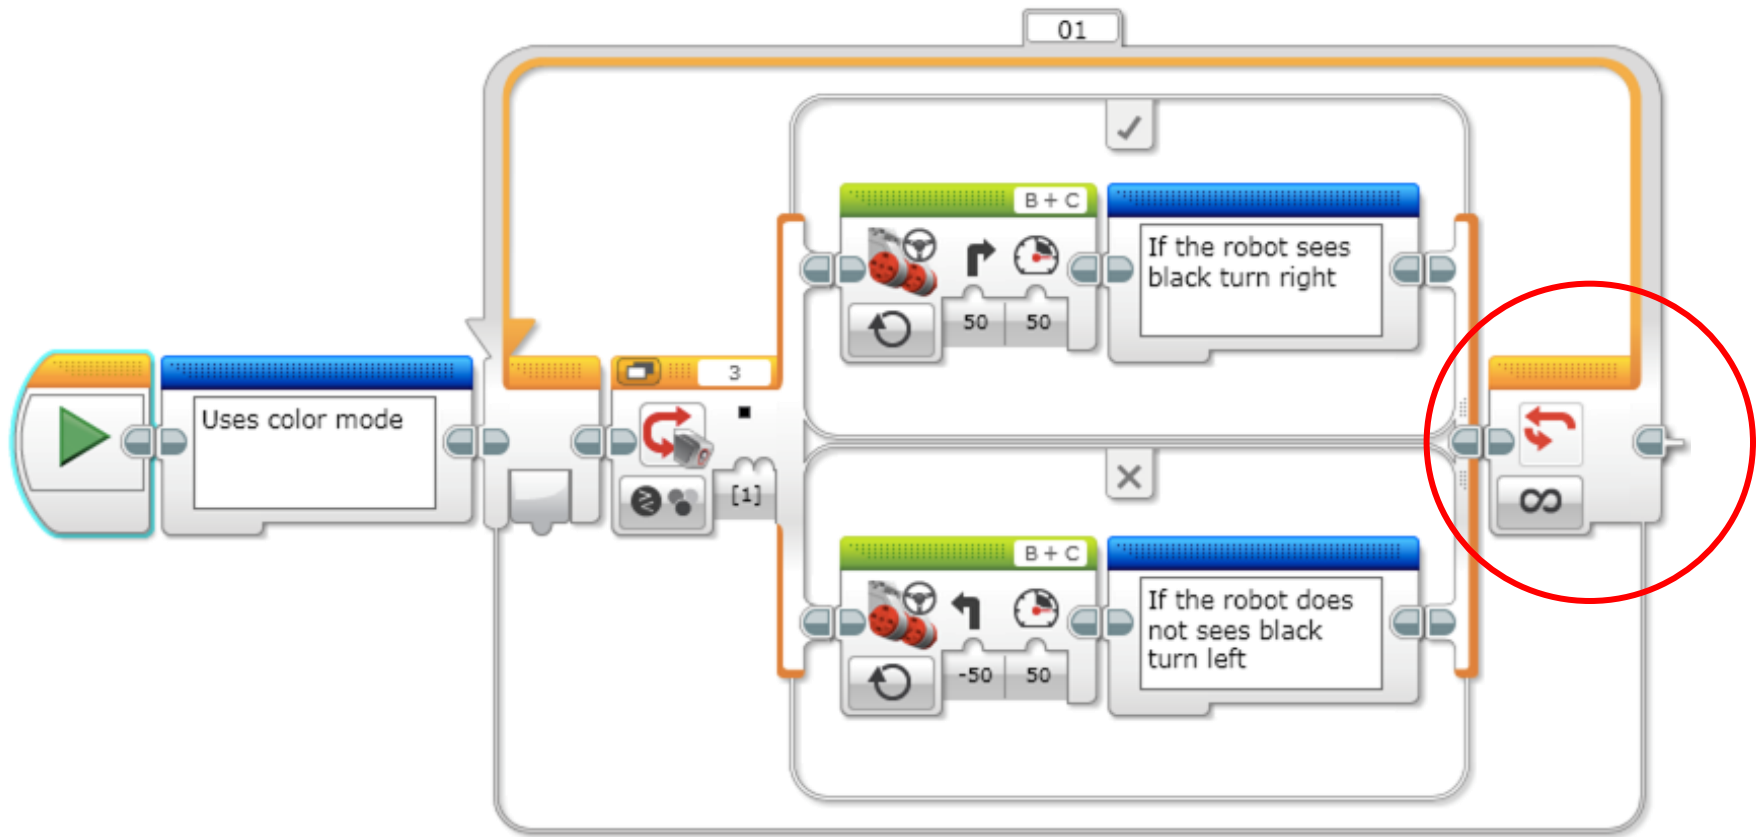 01
B + C
If the robot sees
black turn right
50
50
3
Uses color mode
[1]
B + C
If the robot does
not sees black
turn left
-50
50